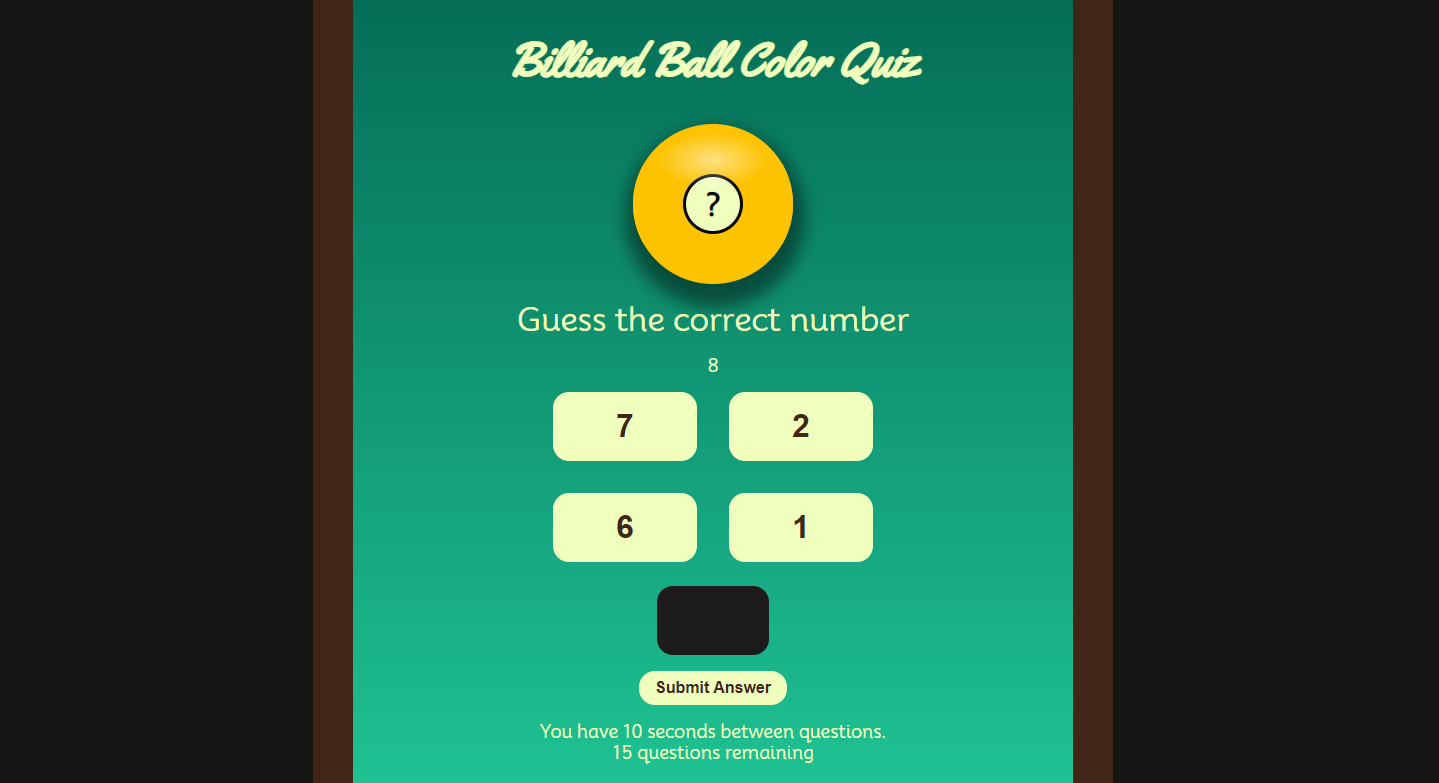 Billiard Ball Color Quiz
?
Guess the correct number
8
7 2
6 1
Submit Answer
You have 10 seconds between questions.
15 questions remaining